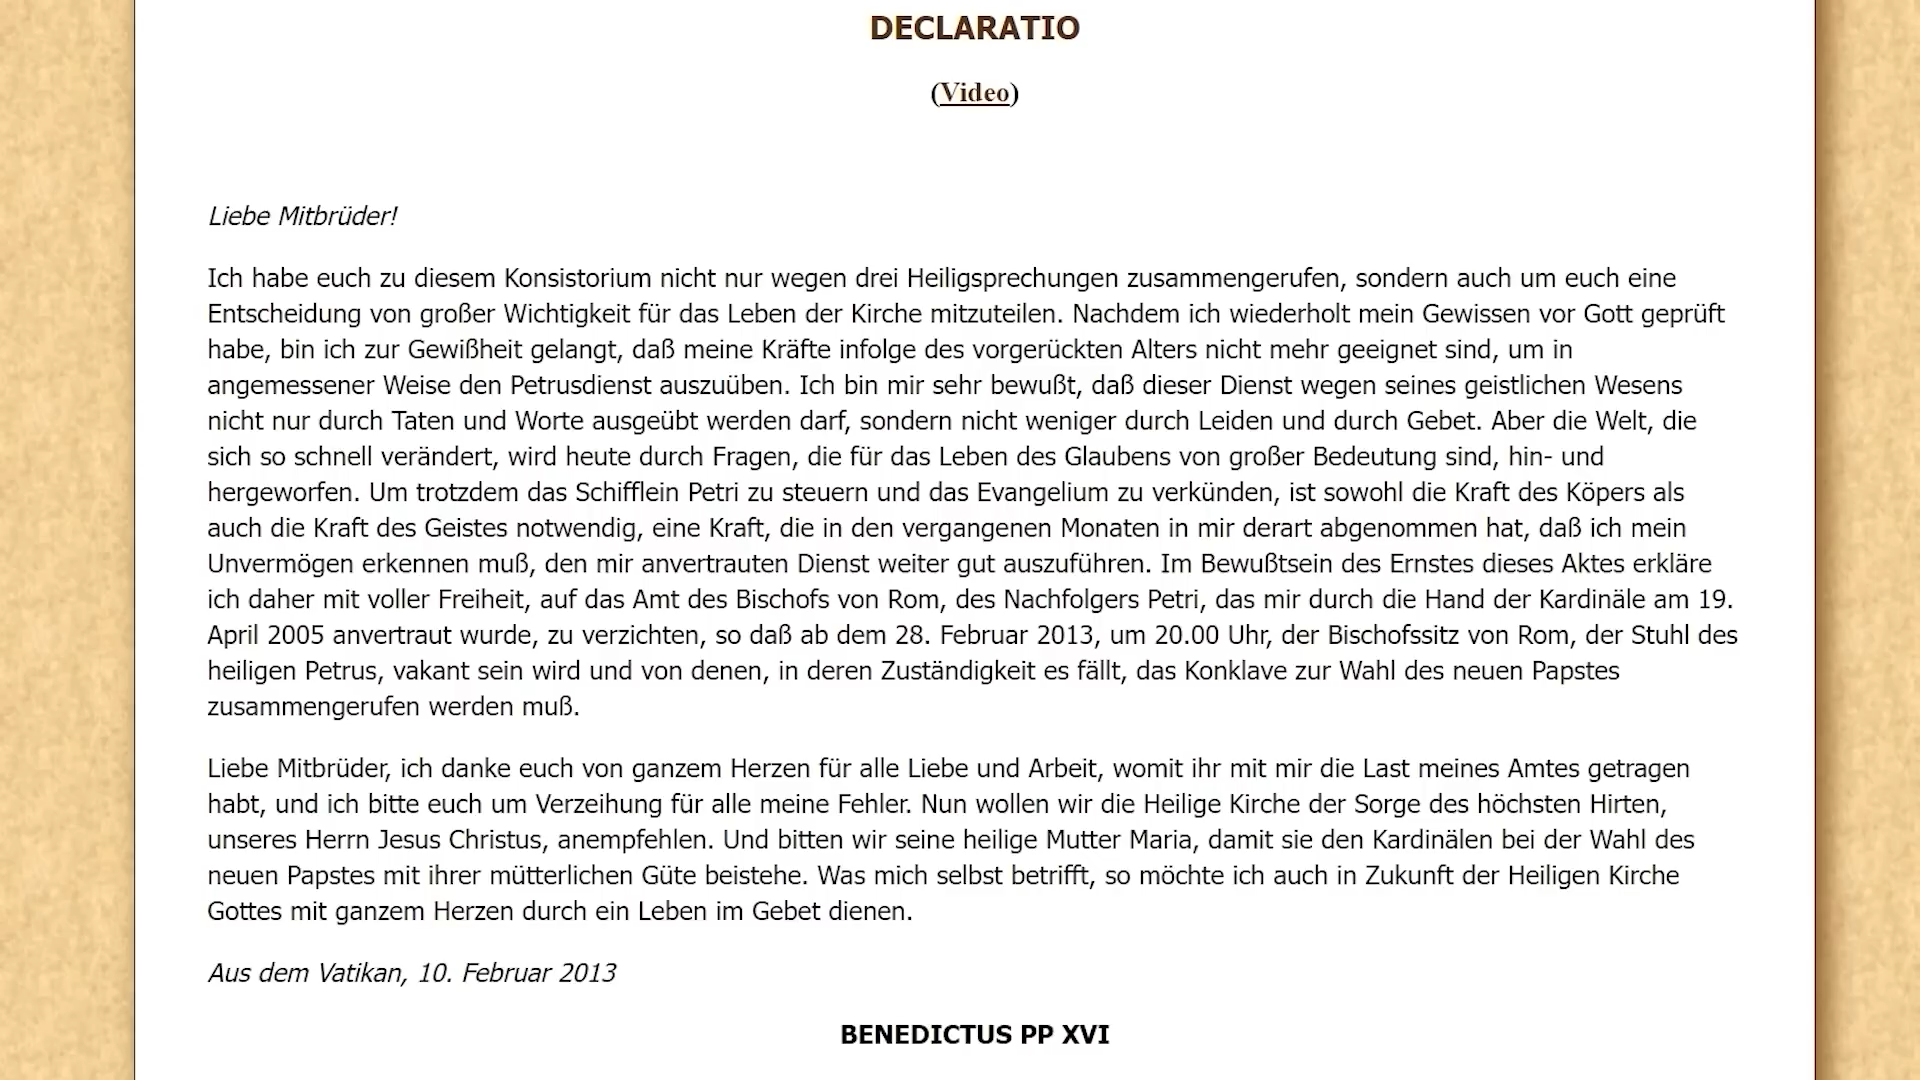 DECLARATIO
(Video)
Liebe Mitbrüder!
Ich habe euch zu diesem Konsistorium nicht nur wegen drei Heiligsprechungen zusammengerufen, sondern auch um euch eine
Entscheidung von großer Wichtigkeit für das Leben der Kirche mitzuteilen. Nachdem ich wiederholt mein Gewissen vor Gott geprüft
habe, bin ich zur Gewißheit gelangt, daß meine Kräfte infolge des vorgerückten Alters nicht mehr geeignet sind, um in
angemessener Weise den Petrusdienst auszuüben. Ich bin mir sehr bewußt, daß dieser Dienst wegen seines geistlichen Wesens
nicht nur durch Taten und Worte ausgeübt werden darf, sondern nicht weniger durch Leiden und durch Gebet. Aber die Welt, die
sich so schnell verändert, wird heute durch Fragen, die für das Leben des Glaubens von großer Bedeutung sind, hin- und
hergeworfen. Um trotzdem das Schifflein Petri zu steuern und das Evangelium zu verkünden, ist sowohl die Kraft des Köpers als
auch die Kraft des Geistes notwendig, eine Kraft, die in den vergangenen Monaten in mir derart abgenommen hat, daß ich mein
Unvermögen erkennen muß, den mir anvertrauten Dienst weiter gut auszuführen. Im Bewußtsein des Ernstes dieses Aktes erkläre
ich daher mit voller Freiheit, auf das Amt des Bischofs von Rom, des Nachfolgers Petri, das mir durch die Hand der Kardinäle am 19.
April 2005 anvertraut wurde, zu verzichten, so daß ab dem 28. Februar 2013, um 20.00 Uhr, der Bischofssitz von Rom, der Stuhl des
heiligen Petrus, vakant sein wird und von denen, in deren Zuständigkeit es fällt, das Konklave zur Wahl des neuen Papstes
zusammengerufen werden muß.
Liebe Mitbrüder, ich danke euch von ganzem Herzen für alle Liebe und Arbeit, womit ihr mit mir die Last meines Amtes getragen
habt, und ich bitte euch um Verzeihung für alle meine Fehler. Nun wollen wir die Heilige Kirche der Sorge des höchsten Hirten,
unseres Herrn Jesus Christus, anempfehlen. Und bitten wir seine heilige Mutter Maria, damit sie den Kardinälen bei der Wahl des
neuen Papstes mit ihrer mütterlichen Güte beistehe. Was mich selbst betrifft, so möchte ich auch in Zukunft der Heiligen Kirche
Gottes mit ganzem Herzen durch ein Leben im Gebet dienen.
Aus dem Vatikan, 10. Februar 2013
BENEDICTUS PP XVI